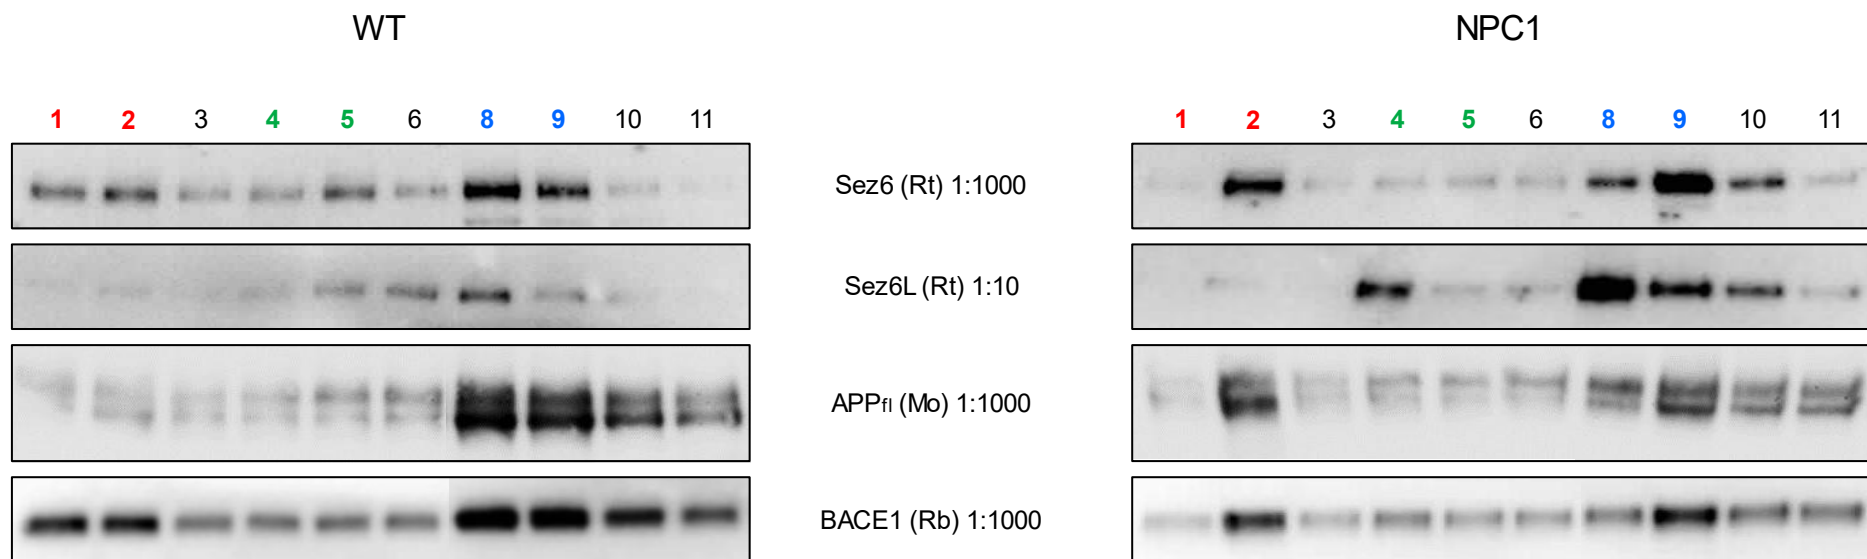 WT NPC1
1 2 3 4 5 6 8 9 10 11 1 2 3 4 5 6 8 9 10 11
Sez6 (Rt) 1:1000
Sez6L (Rt) 1:10
APPfl (Mo) 1:1000
BACE1 (Rb) 1:1000